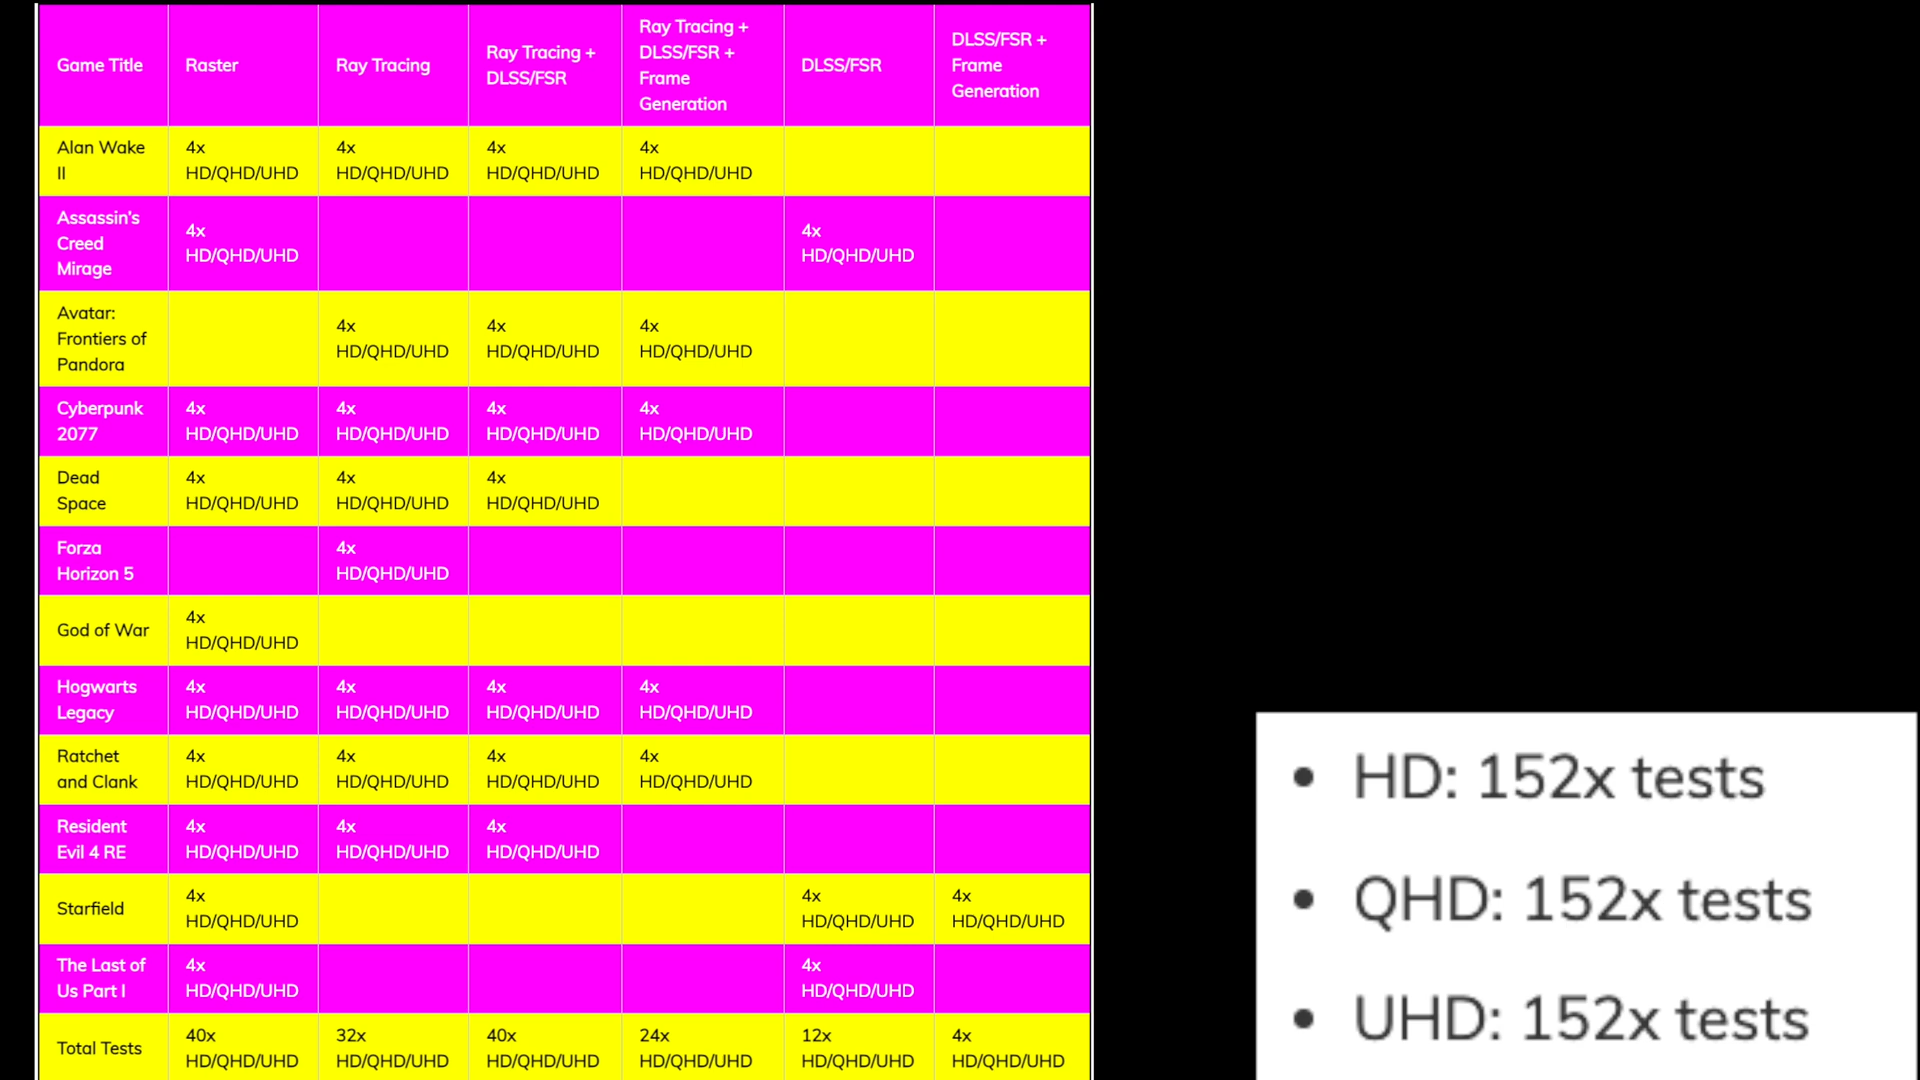 Game Title
Raster
Ray Tracing
Ray Tracing +
DLSS/FSR
Ray Tracing +
DLSS/FSR +
Frame
Generation
DLSS/FSR
DLSS/FSR +
Frame
Generation
Alan Wake
II
4x
HD/QHD/UHD
4x
HD/QHD/UHD
4x
HD/QHD/UHD
4x
HD/QHD/UHD
Assassin's
Creed
Mirage
4x
HD/QHD/UHD
4x
HD/QHD/UHD
Avatar:
Frontiers of
Pandora
4x
HD/QHD/UHD
4x
HD/QHD/UHD
4x
HD/QHD/UHD
Cyberpunk
2077
4x
HD/QHD/UHD
4x
HD/QHD/UHD
4x
HD/QHD/UHD
4x
HD/QHD/UHD
Dead
Space
4x
HD/QHD/UHD
4x
HD/QHD/UHD
4x
HD/QHD/UHD
Forza
Horizon 5
4x
HD/QHD/UHD
God of War
4x
HD/QHD/UHD
Hogwarts
Legacy
4x
HD/QHD/UHD
4x
HD/QHD/UHD
4x
HD/QHD/UHD
4x
HD/QHD/UHD
Ratchet
and Clank
4x
HD/QHD/UHD
4x
HD/QHD/UHD
4x
HD/QHD/UHD
4x
HD/QHD/UHD
Resident
Evil 4 RE
4x
HD/QHD/UHD
4x
HD/QHD/UHD
4x
HD/QHD/UHD
Starfield
4x
HD/QHD/UHD
4x
HD/QHD/UHD
4x
HD/QHD/UHD
The Last of
Us Part I
4x
HD/QHD/UHD
4x
HD/QHD/UHD
Total Tests
40x
HD/QHD/UHD
32x
HD/QHD/UHD
40x
HD/QHD/UHD
24x
HD/QHD/UHD
12x
HD/QHD/UHD
4x
HD/QHD/UHD
• HD: 152x tests
• QHD: 152x tests
• UHD: 152x tests